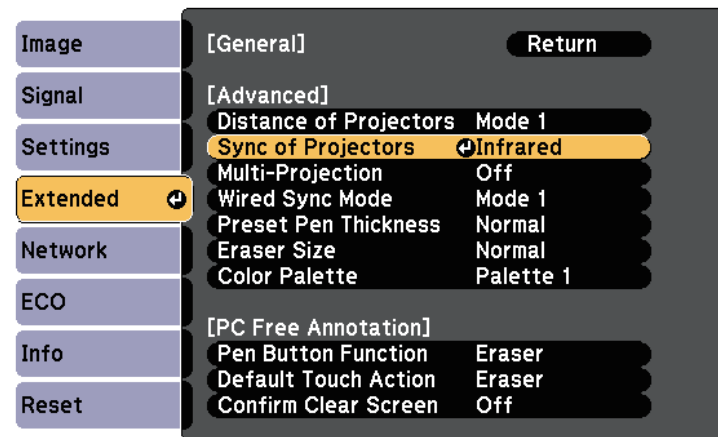 Image
Signal
Settings
Extended
Network
ECO
Info
Reset
[General] Return
[Advanced]
Distance of Projectors Mode 1
Sync of Projectors Infrared
Multi-Projection Off
Wired Sync Mode Mode 1
Preset Pen Thickness Normal
Eraser Size Normal
Color Palette Palette 1
[PC Free Annotation]
Pen Button Function Eraser
Default Touch Action Eraser
Confirm Clear Screen Off